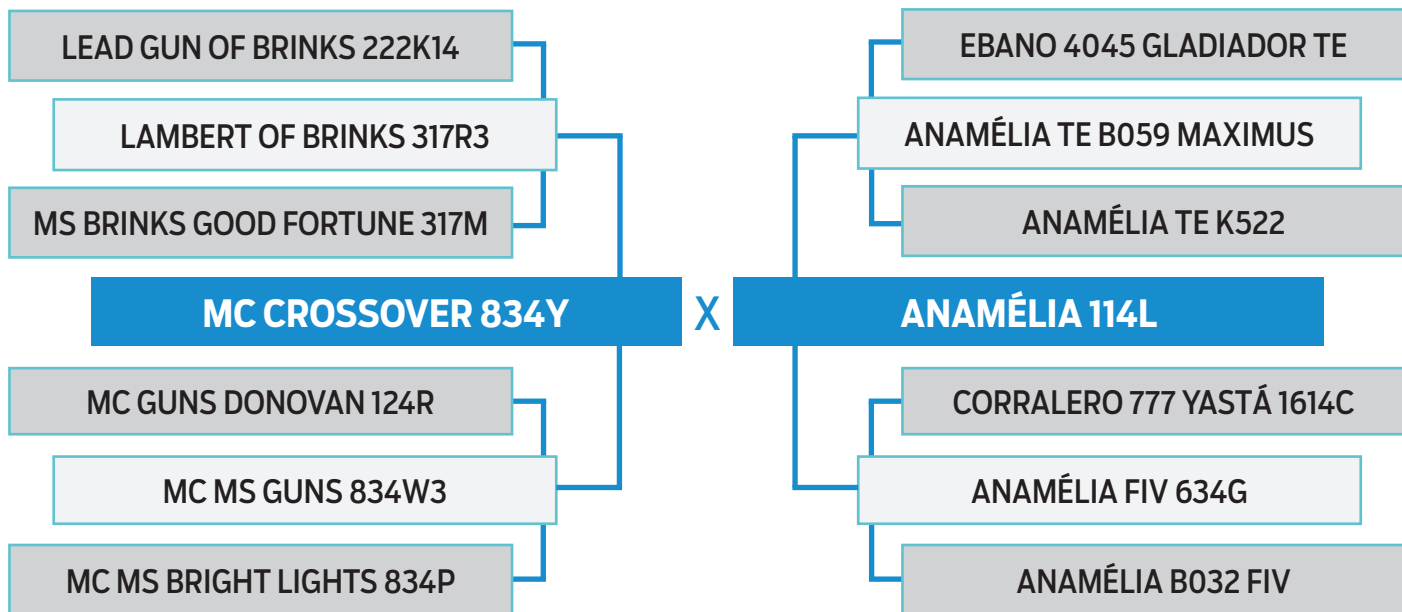 LEAD GUN OF BRINKS 222K14
LAMBERT OF BRINKS 317R3
MS BRINKS GOOD FORTUNE 317M
MC CROSSOVER 834Y
MC GUNS DONOVAN 124R
MC MS GUNS 834W3
MC MS BRIGHT LIGHTS 834P
X
EBANO 4045 GLADIADOR TE
ANAMÉLIA TE B059 MAXIMUS
ANAMÉLIA TE K522
ANAMÉLIA 114L
CORRALERO 777 YASTÁ 1614C
ANAMÉLIA FIV 634G
ANAMÉLIA B032 FIV